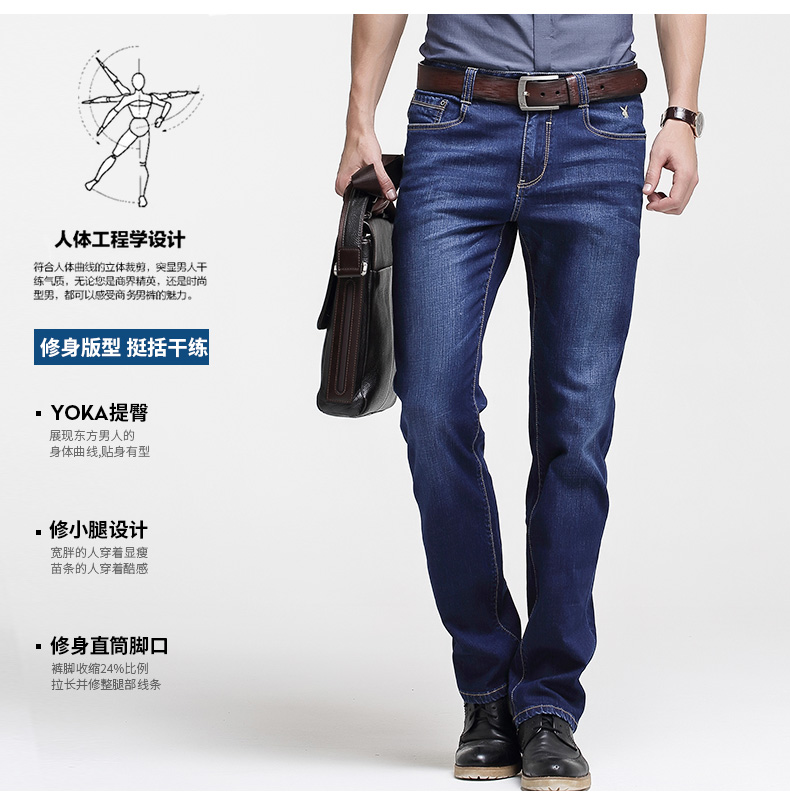 人体工程学设计
符合人体曲线的立体裁剪，突显男人干
练气质，无论您是商界精英，还是时尚
型男，都可以感受商务男裤的魅力。
修身版型 挺括干练
YOKA提臀
展现东方男人的
身体曲线,贴身有型
修小腿设计
宽胖的人穿着显瘦
苗条的人穿着酷感
修身直筒脚口
裤脚收缩24%比例
拉长并修整腿部线条